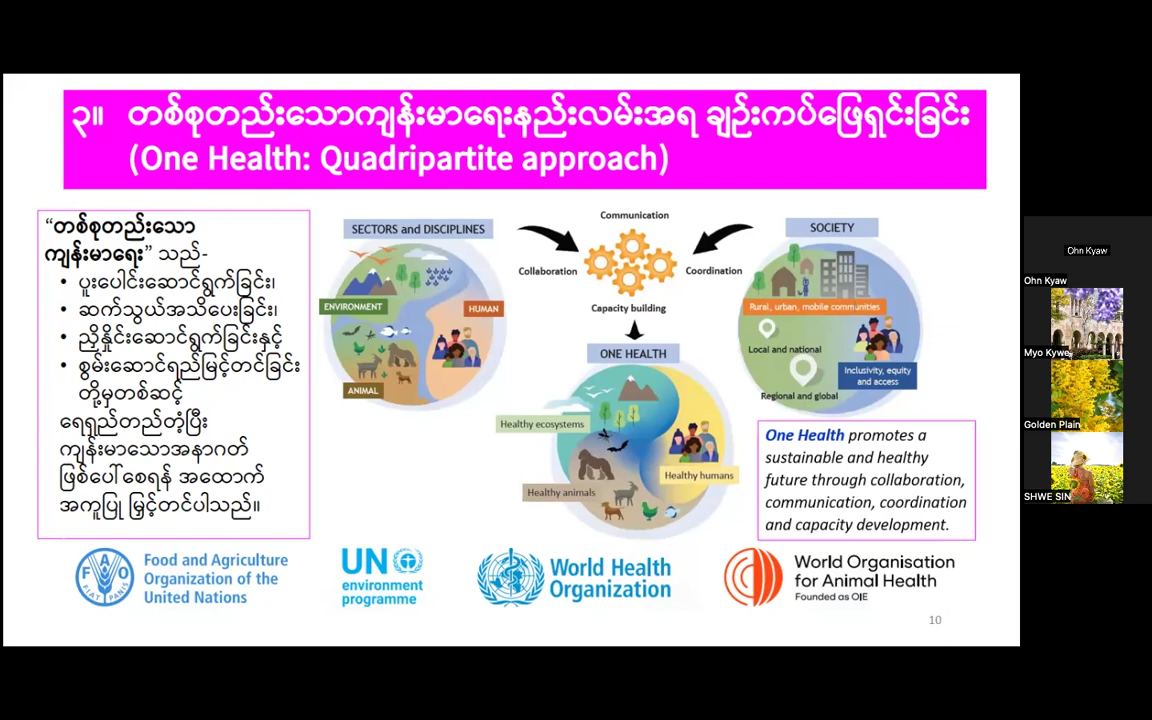 ၃။ တစ်စုတည်းသောကျန်းမာရေးနည်းလမ်းအရ ချဉ်းကပ်ဖြေရှင်းခြင်း
(One Health: Quadripartite approach)
“တစ်စုတည်းသော
ကျန်းမာရေး” သည်-
• ပူးပေါင်းဆောင်ရွက်ခြင်း၊
• ဆက်သွယ်အသိပေးခြင်း၊
• ညှိနှိုင်းဆောင်ရွက်ခြင်းနှင့်
• စွမ်းဆောင်ရည်မြှင့်တင်ခြင်း
တို့မှတစ်ဆင့်
ရေရှည်တည်တံ့ပြီး
ကျန်းမာသောအနာဂတ်
ဖြစ်ပေါ်စေရန် အထောက်
အကူပြု မြှင့်တင်ပါသည်။
SECTORS and DISCIPLINES
ENVIRONMENT
HUMAN
ANIMAL
Communication
Collaboration
Coordination
Capacity building
SOCIETY
Rural, urban, mobile communities
Local and national
Inclusivity, equity
and access
Regional and global
ONE HEALTH
Healthy ecosystems
Healthy humans
Healthy animals
One Health promotes a
sustainable and healthy
future through collaboration,
communication, coordination
and capacity development.
FAO
FIAT PANIS
Food and Agriculture
Organization of the
United Nations
UN
environment
programme
World Health
Organization
World Organisation
for Animal Health
Founded as OIE
10
Ohn Kyaw
Ohn Kyaw
Myo Kywe
Golden Plain
SHWE SIN